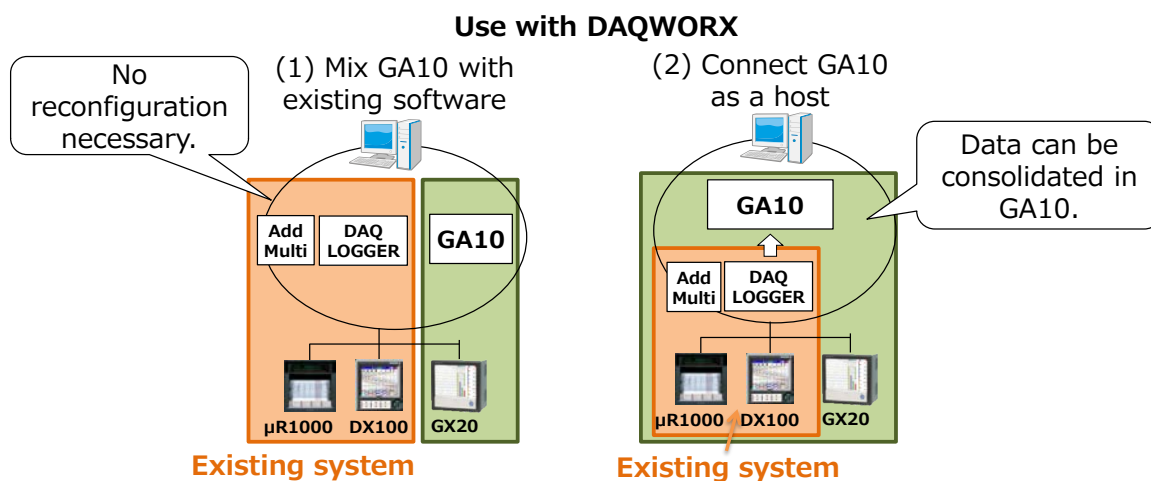 Use with DAQWORX
No
reconfiguration
necessary.
(1) Mix GA10 with
existing software
Add
Multi
DAQ
LOGGER
GA10
µR1000
DX100
GX20
Existing system
(2) Connect GA10
as a host
Data can be
consolidated in
GA10.
GA10
Add
Multi
DAQ
LOGGER
µR1000
DX100
GX20
Existing system